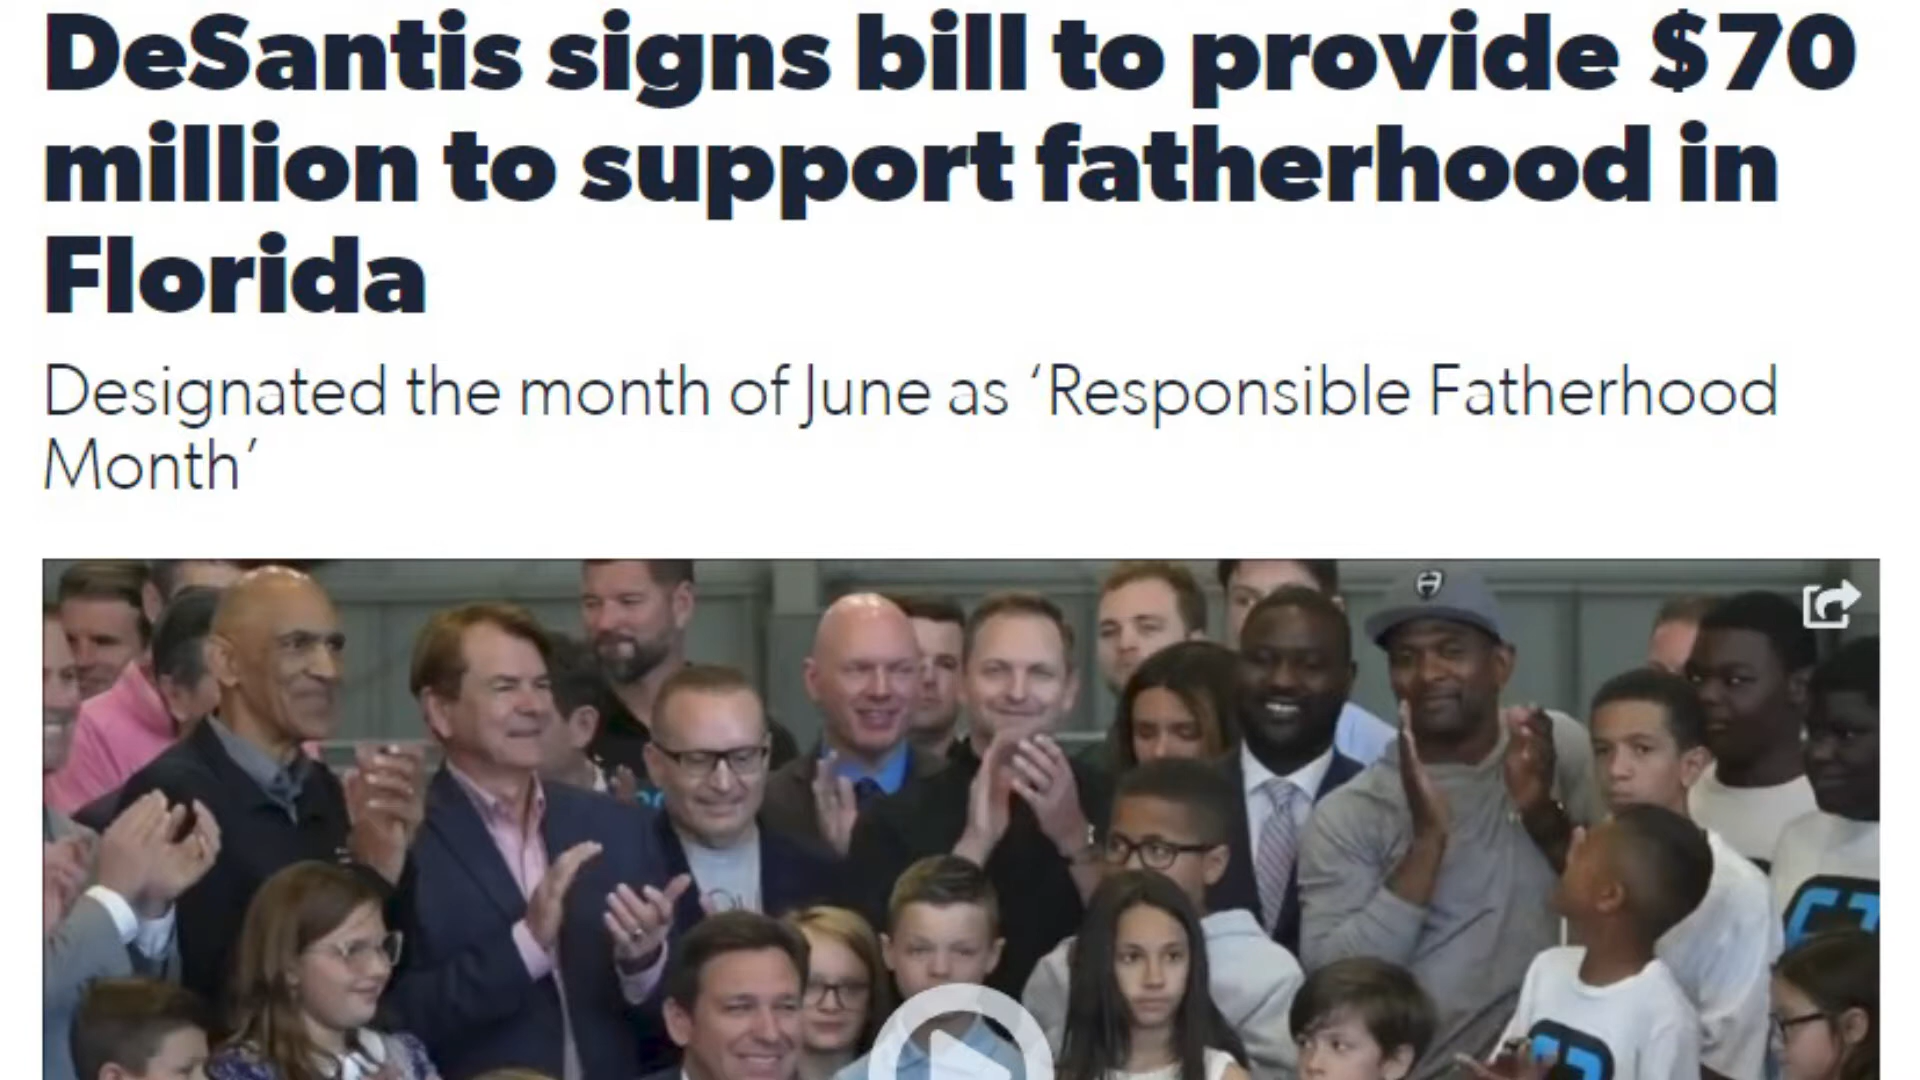 DeSantis signs bill to provide $70
million to support fatherhood in
Florida
Designated the month of June as ‘Responsible Fatherhood
Month’